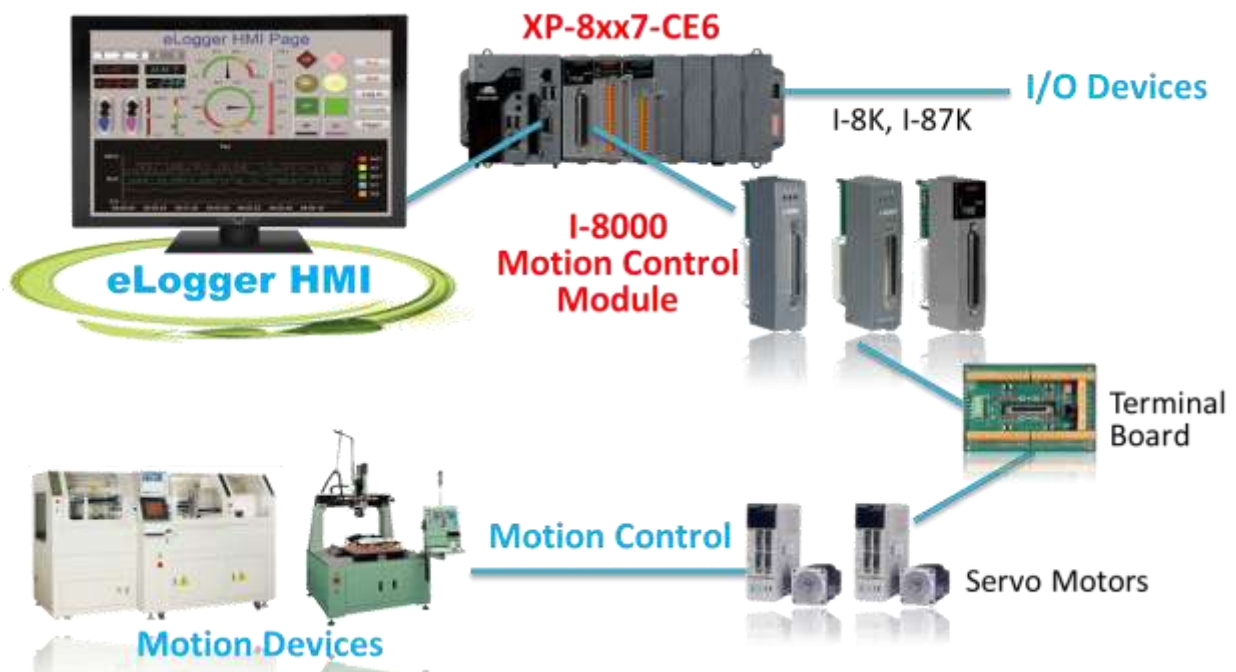 XP-8xx7-CE6
eLogger HMI Page
I/O Devices
I-8K, I-87K
I-8000
Motion Control
Module
eLogger HMI
Terminal
Board
Motion Control
Servo Motors
Motion Devices